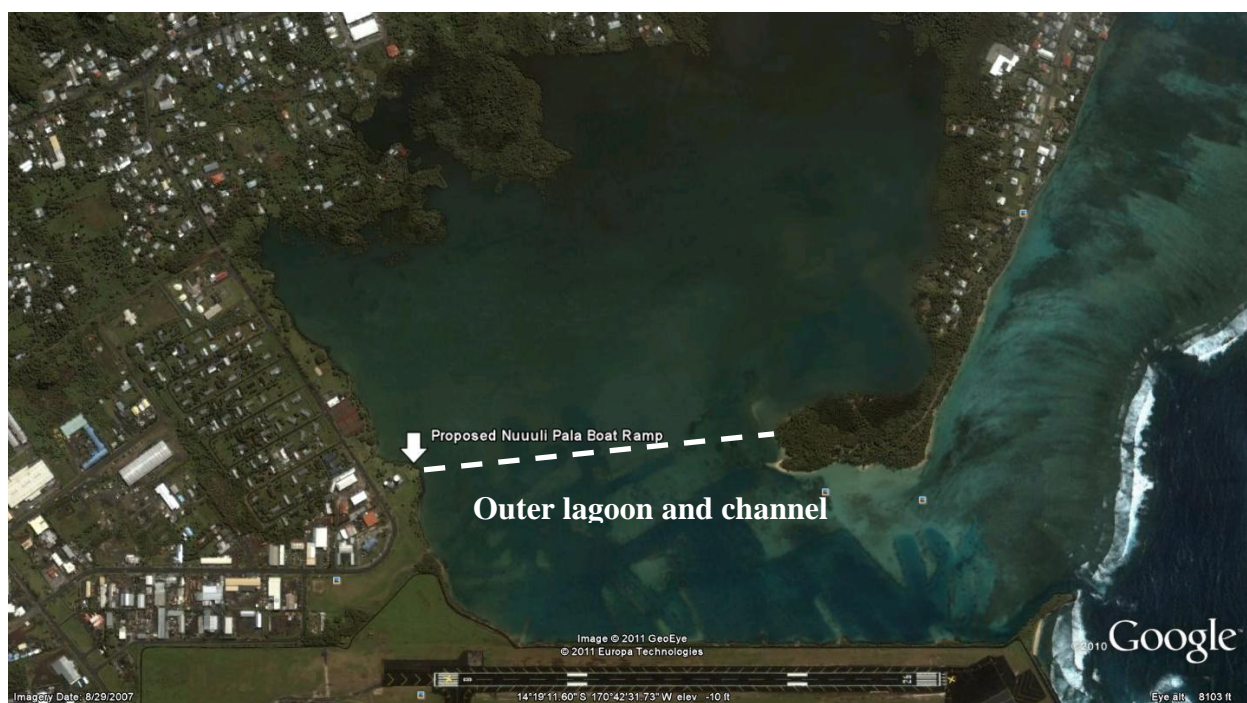 Proposed Nuuuli Pala Boat Ramp
Outer lagoon and channel
Image © 2011 GeoEye
© 2011 Europa Technologies
©2010 Google
Imagery Date: 8/29/2007
14°19'11.60" S 170°42'31.73" W elev -10 ft
Eye alt 8103 ft